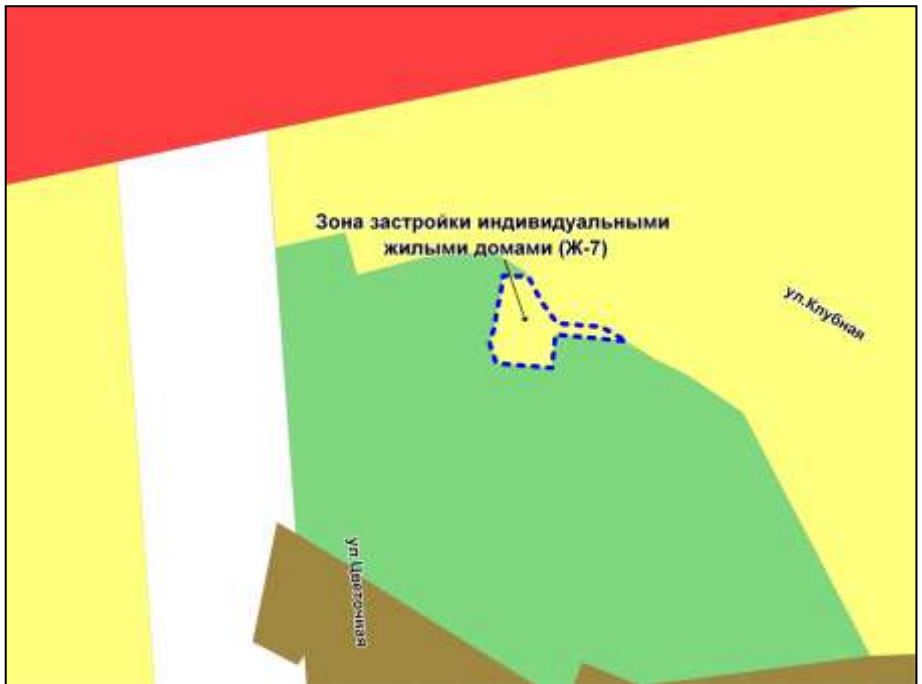 Зона застройки индивидуальными
жилыми домами (Ж-7)
ул.Клубная
ул.Цветочная